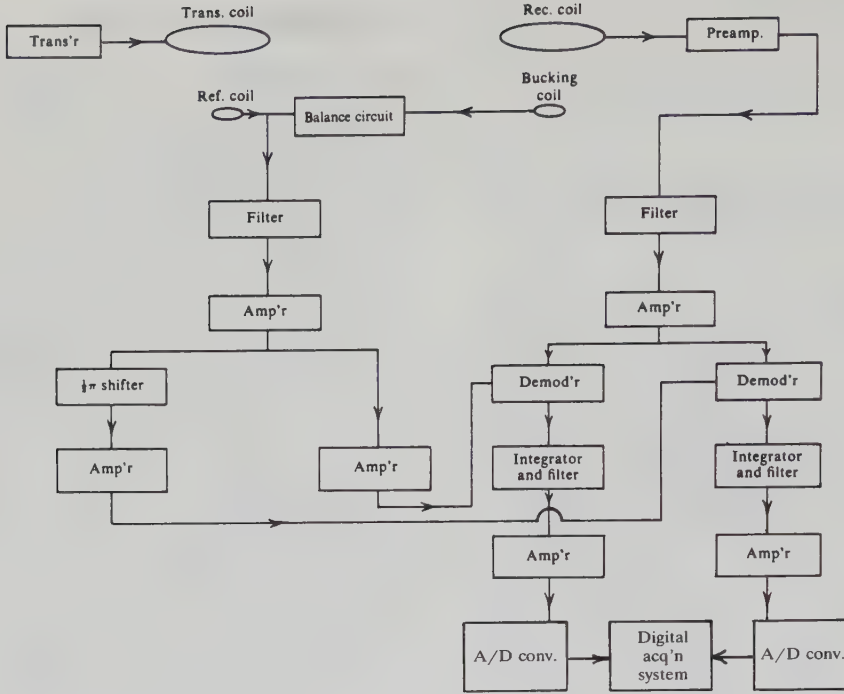 Trans. coil
Rec. coil
Trans'r
Preamp.
Ref. coil
Balance circuit
Bucking
coil
Filter
Filter
Amp'r
Amp'r
½π shifter
Demod'r
Demod'r
Amp'r
Amp'r
Integrator
and filter
Integrator
and filter
Amp'r
Amp'r
A/D conv.
Digital
acq'n
system
A/D conv.